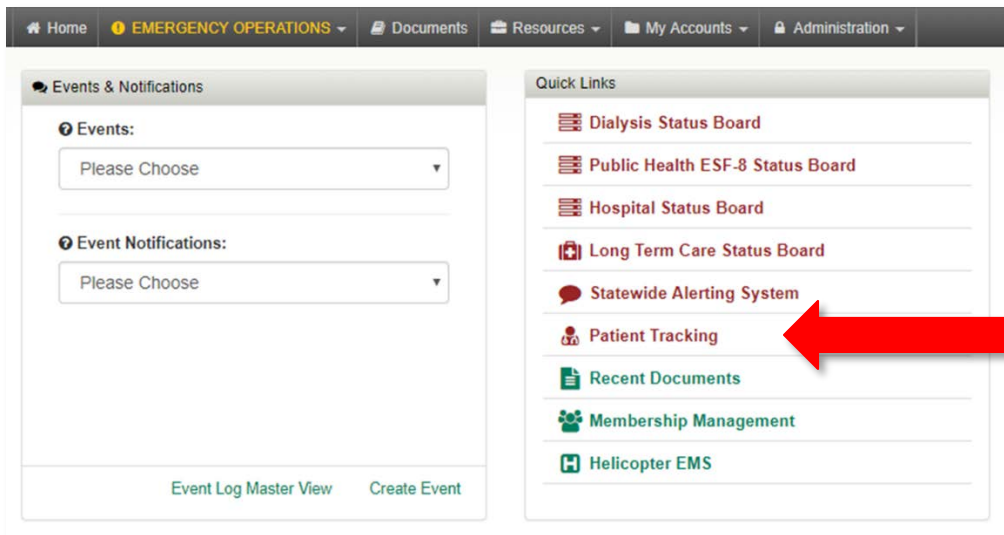 Home EMERGENCY OPERATIONS Documents Resources My Accounts Administration
Events & Notifications
Events:
Please Choose
Event Notifications:
Please Choose
Event Log Master View Create Event
Quick Links
Dialysis Status Board
Public Health ESF-8 Status Board
Hospital Status Board
Long Term Care Status Board
Statewide Alerting System
Patient Tracking
Recent Documents
Membership Management
H Helicopter EMS